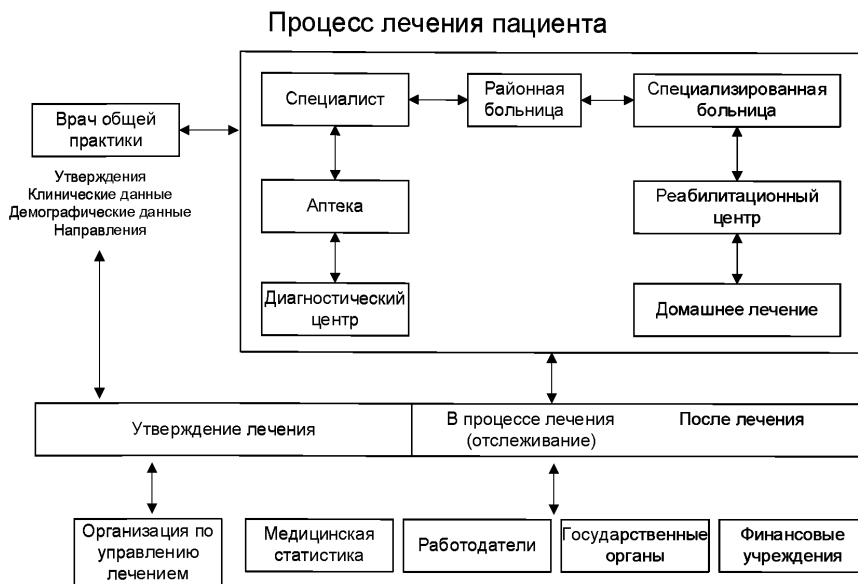 Процесс лечения пациента
Специалист
Районная
больница
Специализированная
больница
Врач общей
практики
Утверждения
Клинические данные
Демографические данные
Направления
Аптека
Реабилитационный
центр
Диагностический
центр
Домашнее лечение
Утверждение лечения
В процессе лечения
(отслеживание)
После лечения
Организация по
управлению
лечением
Медицинская
статистика
Работодатели
Государственные
органы
Финансовые
учреждения